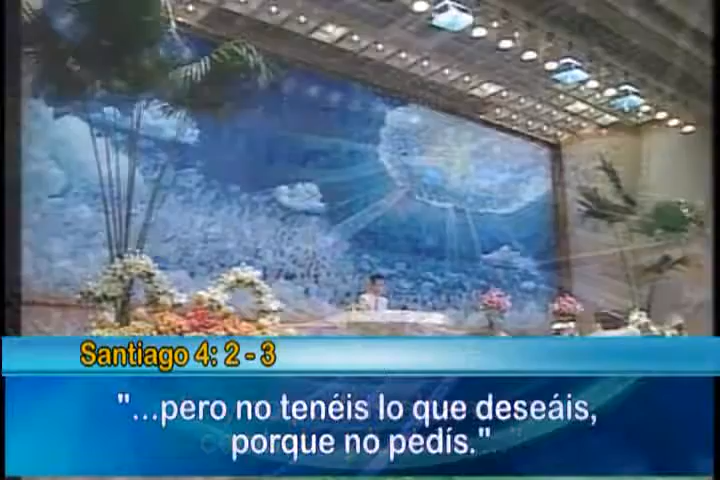 Santiago 4: 2 - 3
"...pero no tenéis lo que deseáis,
porque no pedís."